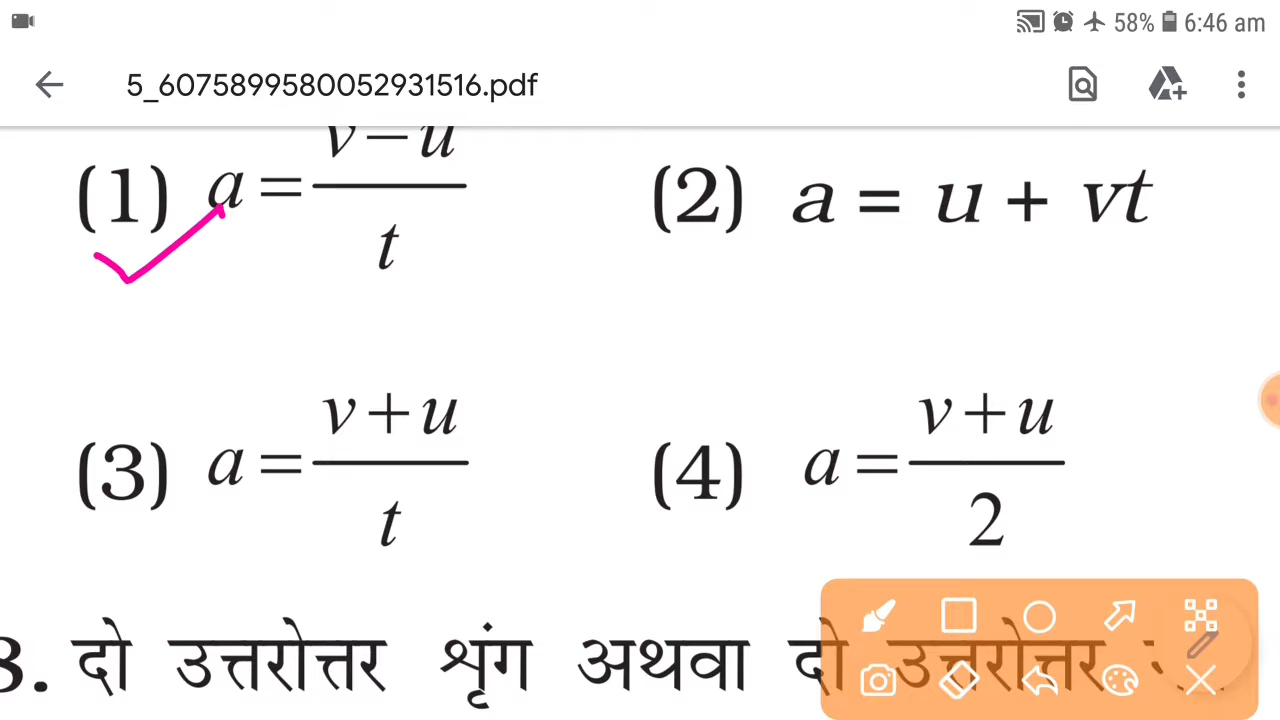 58% 6:46 am
5_6075899580052931516.pdf
(1) a = v − u / t (2) a = u + vt
(3) a = v + u / t (4) a = v + u / 2
3. दो उत्तरोत्तर श्रृंग अथवा दो उत्तरोत्तर